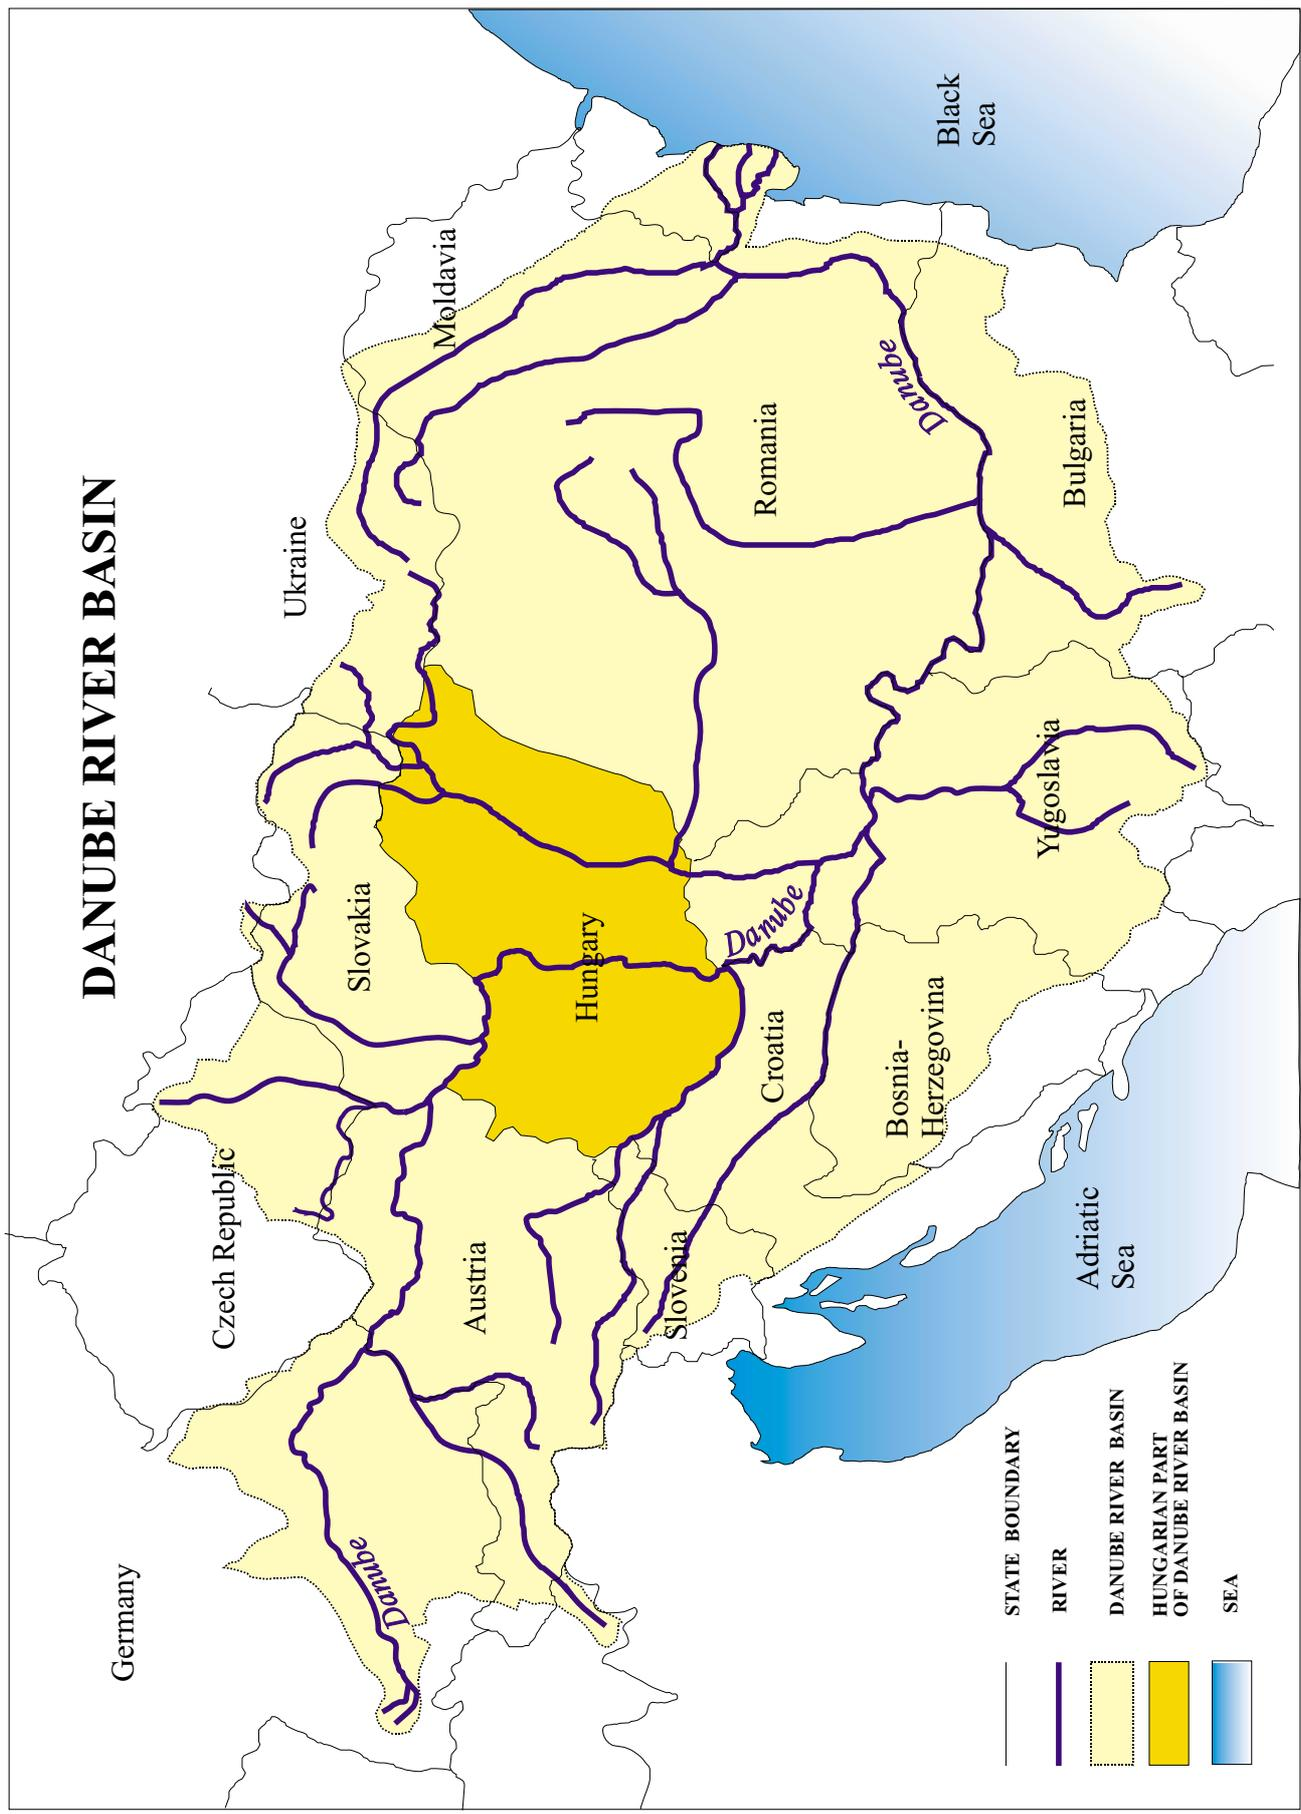 DANUBE RIVER BASIN
Germany
Czech Republic
Ukraine
Slovakia
Moldavia
Danube
Austria
Hungary
Slovenia
Croatia
Danube
Romania
Danube
Black
Sea
Bosnia-
Herzegovina
Yugoslavia
Bulgaria
Adriatic
Sea
STATE BOUNDARY
RIVER
DANUBE RIVER BASIN
HUNGARIAN PART
OF DANUBE RIVER BASIN
SEA